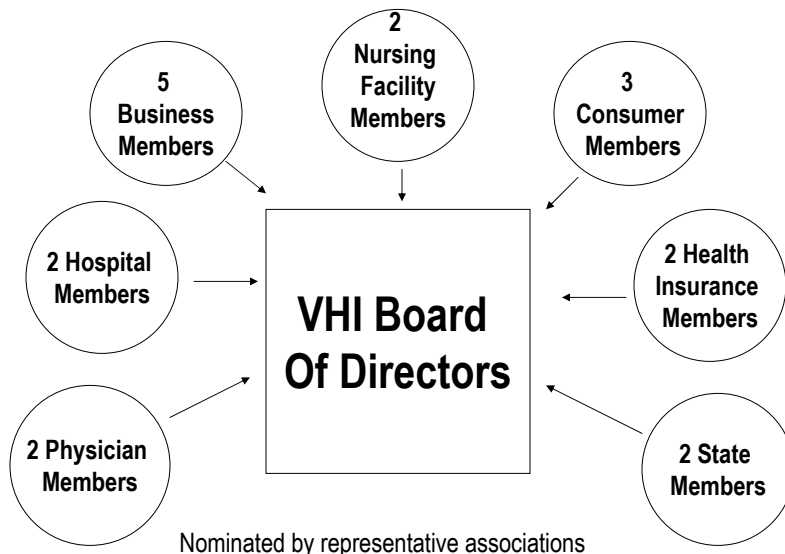 2
Nursing
Facility
Members
5
Business
Members
3
Consumer
Members
2 Hospital
Members
2 Health
Insurance
Members
VHI Board
Of Directors
2 Physician
Members
2 State
Members
Nominated by representative associations